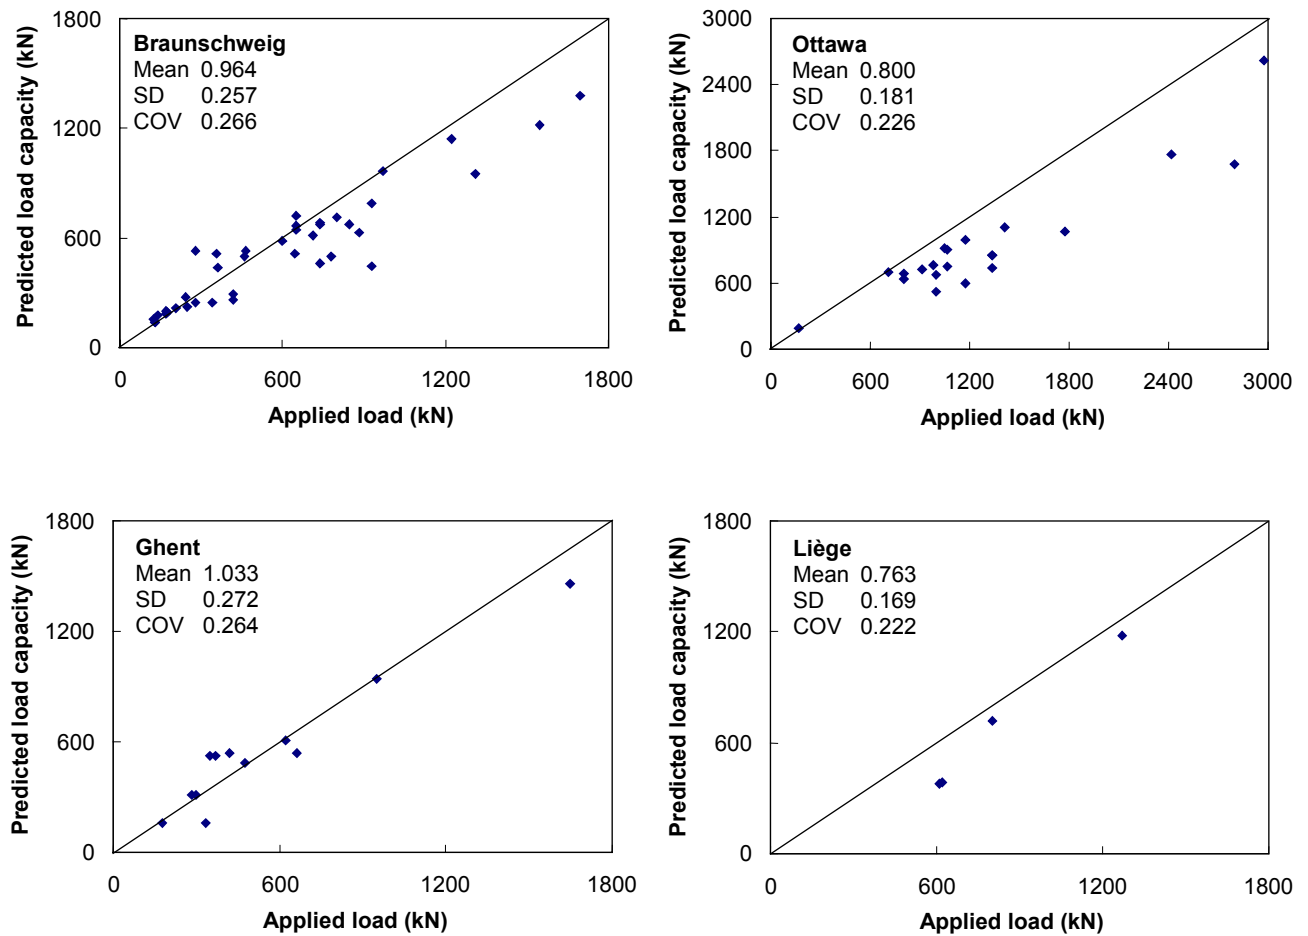 1800
1200
600
0
Predicted load capacity (kN)
Braunschweig
Mean 0.964
SD 0.257
COV 0.266
0 600 1200 1800
Applied load (kN)
3000
2400
1800
1200
600
0
Predicted load capacity (kN)
Ottawa
Mean 0.800
SD 0.181
COV 0.226
0 600 1200 1800 2400 3000
Applied load (kN)
1800
1200
600
0
Predicted load capacity (kN)
Ghent
Mean 1.033
SD 0.272
COV 0.264
0 600 1200 1800
Applied load (kN)
1800
1200
600
0
Predicted load capacity (kN)
Liège
Mean 0.763
SD 0.169
COV 0.222
0 600 1200 1800
Applied load (kN)